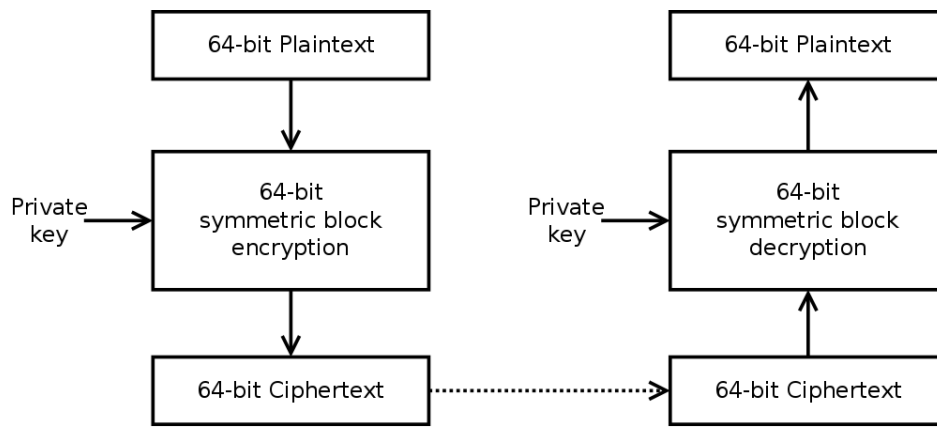 64-bit Plaintext
Private
key
64-bit
symmetric block
encryption
64-bit Ciphertext
64-bit Plaintext
Private
key
64-bit
symmetric block
decryption
64-bit Ciphertext